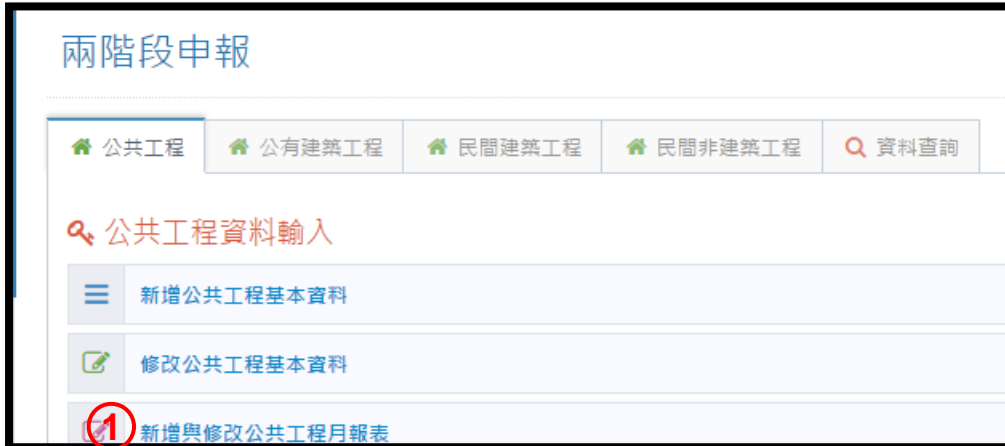 兩階段申報
公共工程 公有建築工程 民間建築工程 民間非建築工程 資料查詢
公共工程資料輸入
新增公共工程基本資料
修改公共工程基本資料
1 新增與修改公共工程月報表